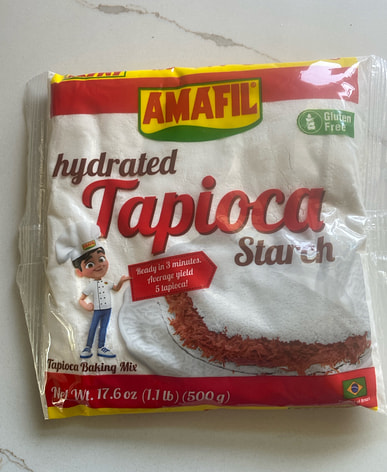 AMAFIL®
Gluten
Free
hydrated
Tapioca
Starch
Ready in 3 minutes.
Average yield
5 tapioca!
Tapioca Baking Mix
Net Wt. 17.6 oz (1.1 lb) (500g)